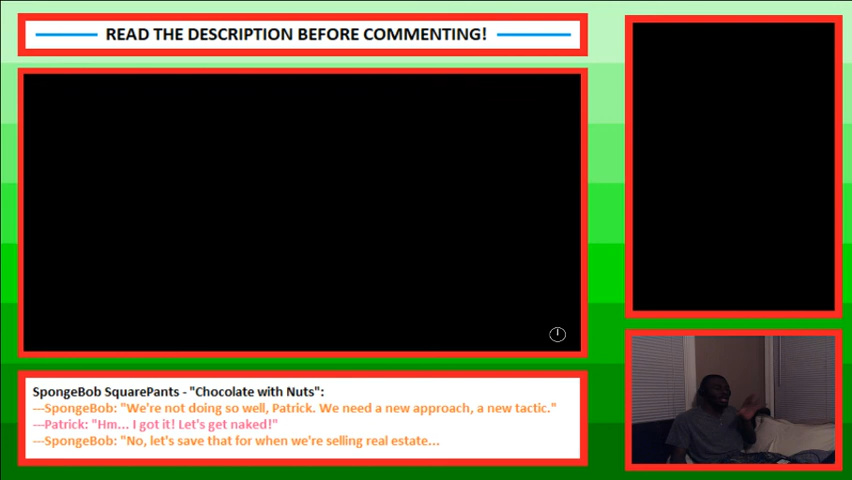 READ THE DESCRIPTION BEFORE COMMENTING!
SpongeBob SquarePants - "Chocolate with Nuts":
---SpongeBob: "We're not doing so well, Patrick. We need a new approach, a new tactic."
---Patrick: "Hm... I got it! Let's get naked!"
---SpongeBob: "No, let's save that for when we're selling real estate...